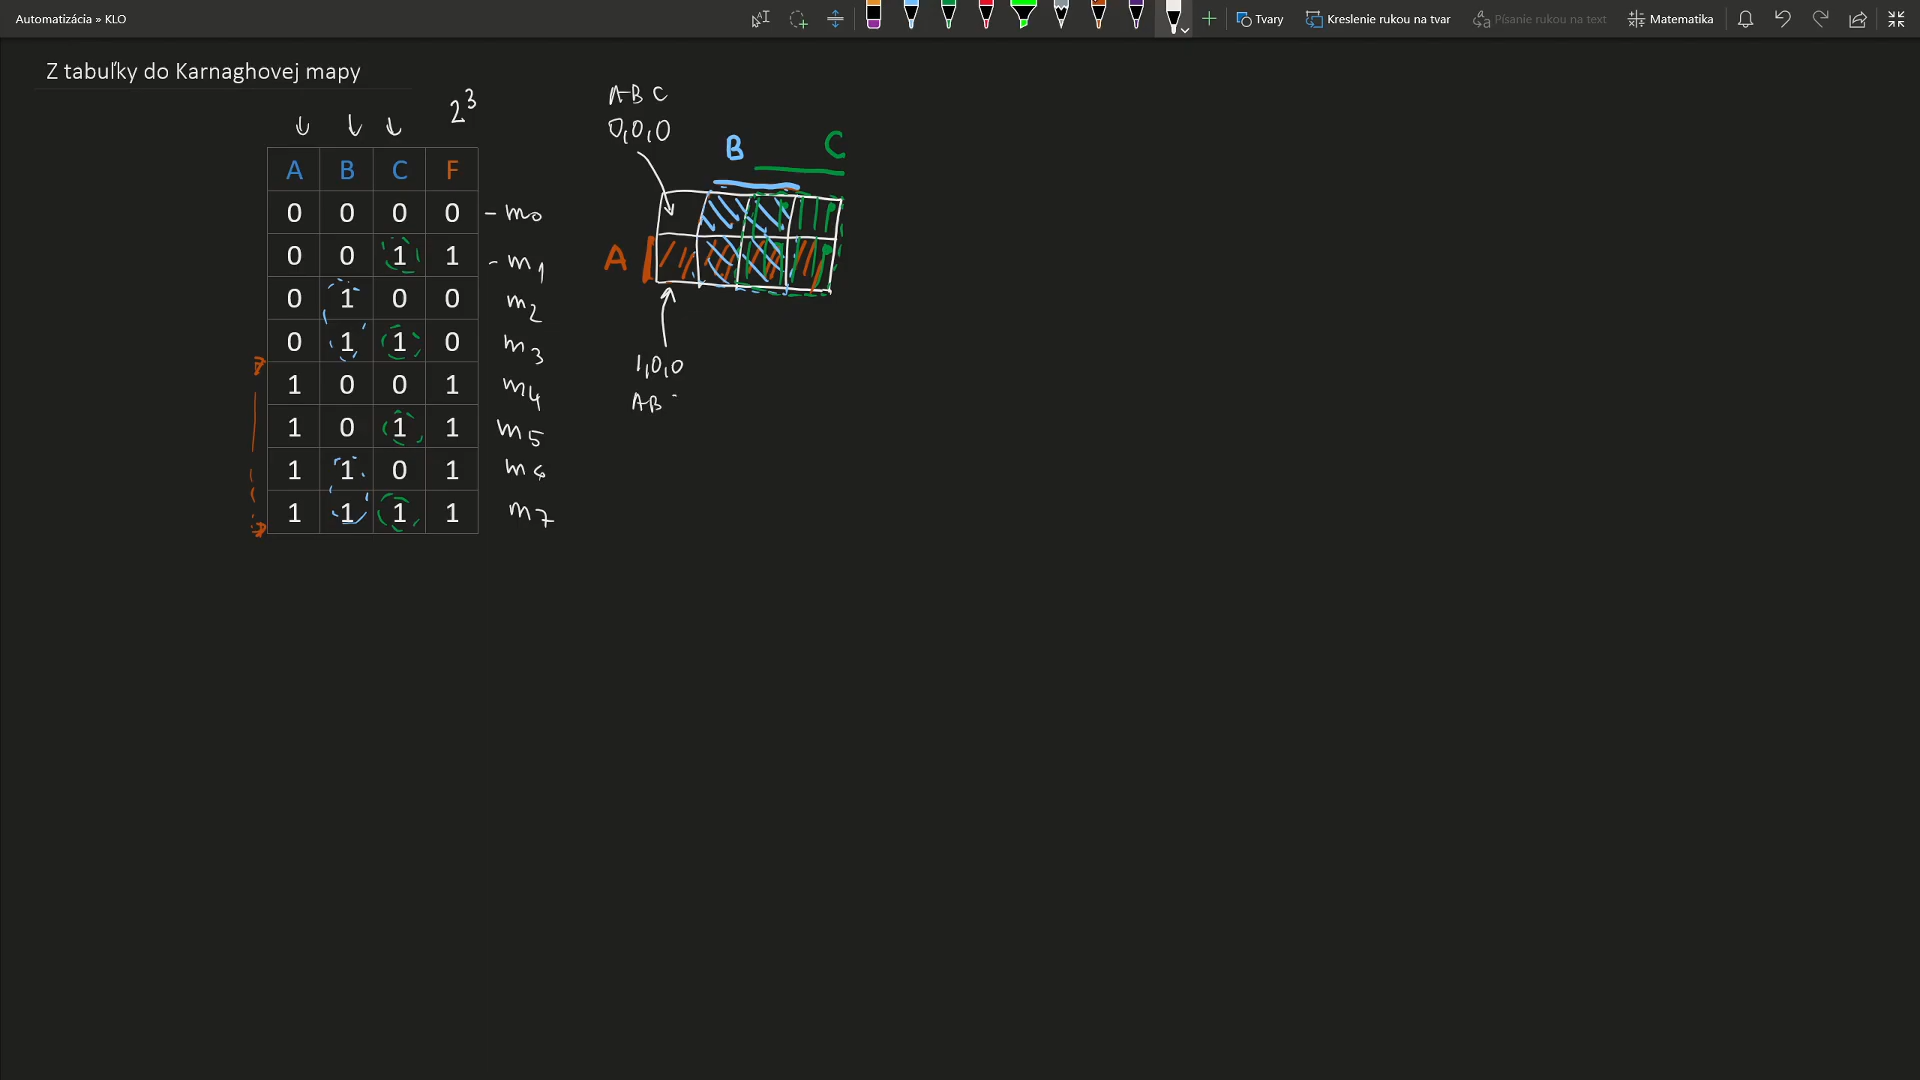 Automatizácia » KLO
Tvary
Kreslenie rukou na tvar
Písanie rukou na text
Matematika
Z tabuľky do Karnaghovej mapy
2³
A B C F
0 0 0 0 - m0
0 0 1 1 - m1
0 1 0 0 m2
0 1 1 0 m3
1 0 0 1 m4
1 0 1 1 m5
1 1 0 1 m6
1 1 1 1 m7
A B C
0,0,0
B C
A
1,0,0
A B